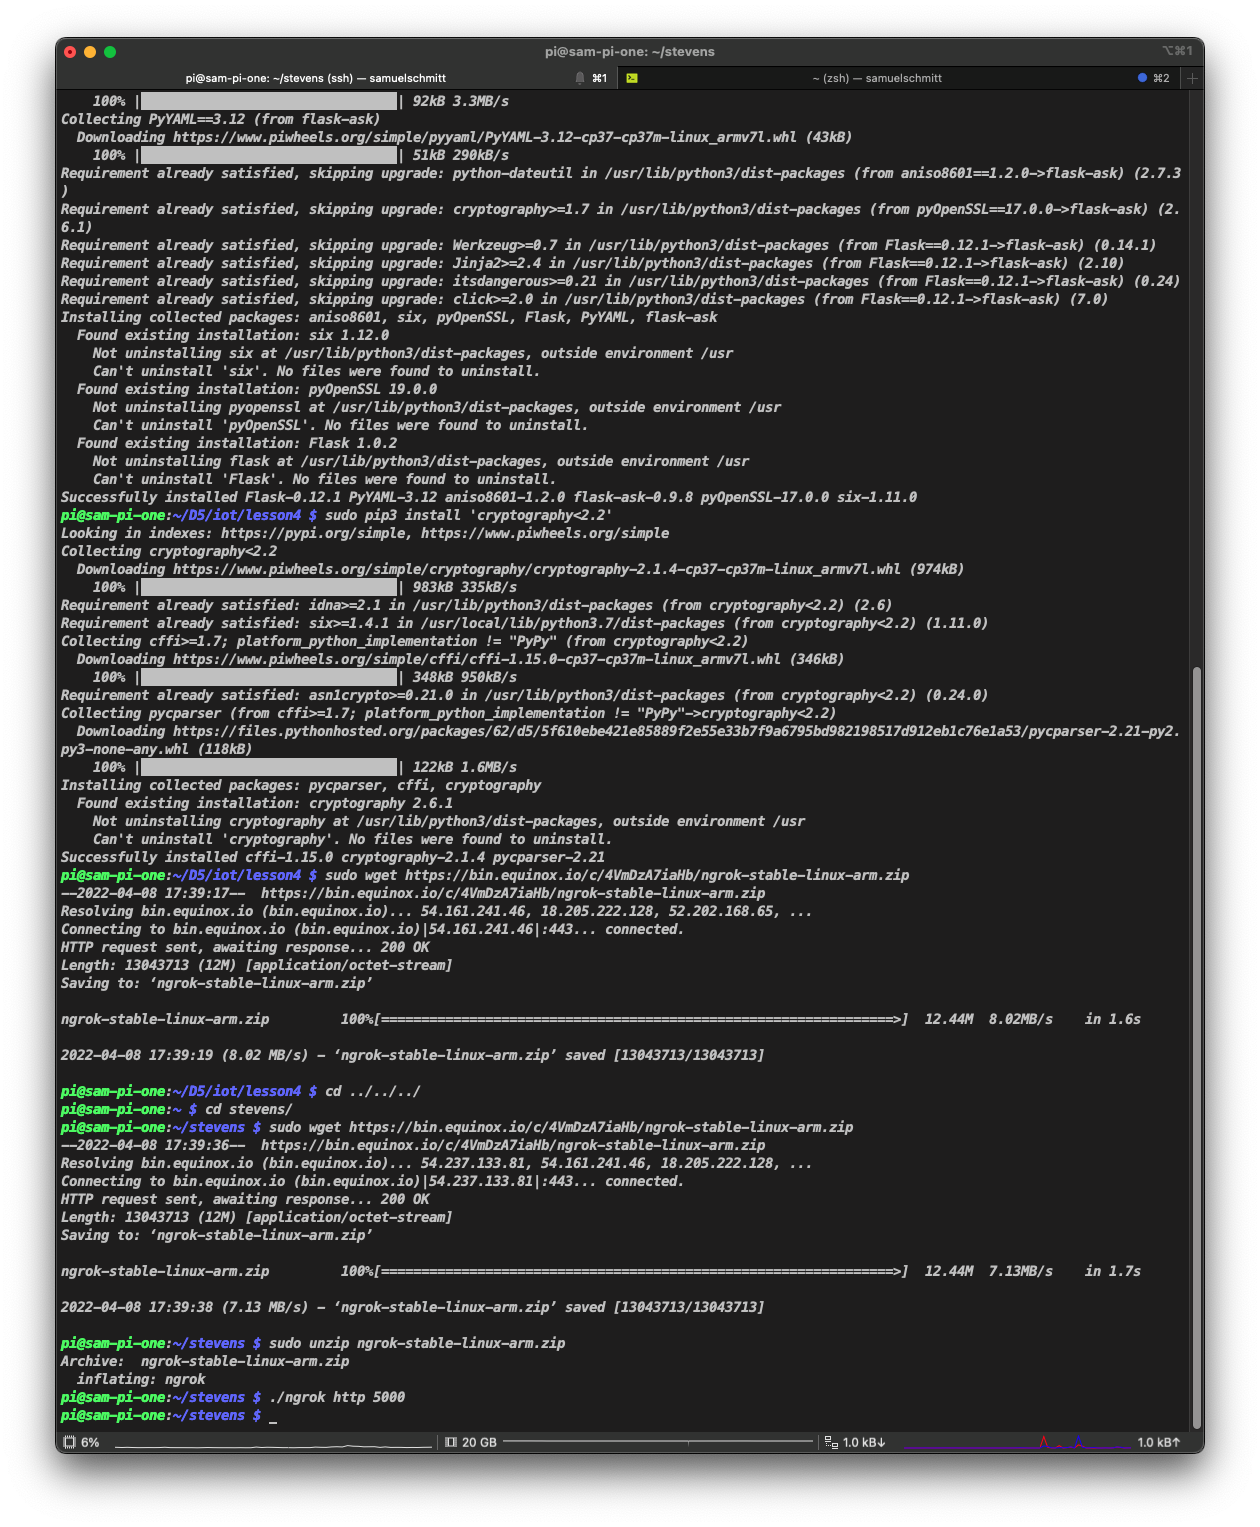 pi@sam-pi-one: ~/stevens
⌥⌘1
pi@sam-pi-one: ~/stevens (ssh) — samuelschmitt
⌘1
~ (zsh) — samuelschmitt
⌘2
100% |████████████████████████████████| 92kB 3.3MB/s
Collecting PyYAML==3.12 (from flask-ask)
Downloading https://www.piwheels.org/simple/pyyaml/PyYAML-3.12-cp37-cp37m-linux_armv7l.whl (43kB)
100% |████████████████████████████████| 51kB 290kB/s
Requirement already satisfied, skipping upgrade: python-dateutil in /usr/lib/python3/dist-packages (from aniso8601==1.2.0->flask-ask) (2.7.3
)
Requirement already satisfied, skipping upgrade: cryptography>=1.7 in /usr/lib/python3/dist-packages (from pyOpenSSL==17.0.0->flask-ask) (2.
6.1)
Requirement already satisfied, skipping upgrade: Werkzeug>=0.7 in /usr/lib/python3/dist-packages (from Flask==0.12.1->flask-ask) (0.14.1)
Requirement already satisfied, skipping upgrade: Jinja2>=2.4 in /usr/lib/python3/dist-packages (from Flask==0.12.1->flask-ask) (2.10)
Requirement already satisfied, skipping upgrade: itsdangerous>=0.21 in /usr/lib/python3/dist-packages (from Flask==0.12.1->flask-ask) (0.24)
Requirement already satisfied, skipping upgrade: click>=2.0 in /usr/lib/python3/dist-packages (from Flask==0.12.1->flask-ask) (7.0)
Installing collected packages: aniso8601, six, pyOpenSSL, Flask, PyYAML, flask-ask
Found existing installation: six 1.12.0
Not uninstalling six at /usr/lib/python3/dist-packages, outside environment /usr
Can't uninstall 'six'. No files were found to uninstall.
Found existing installation: pyOpenSSL 19.0.0
Not uninstalling pyopenssl at /usr/lib/python3/dist-packages, outside environment /usr
Can't uninstall 'pyOpenSSL'. No files were found to uninstall.
Found existing installation: Flask 1.0.2
Not uninstalling flask at /usr/lib/python3/dist-packages, outside environment /usr
Can't uninstall 'Flask'. No files were found to uninstall.
Successfully installed Flask-0.12.1 PyYAML-3.12 aniso8601-1.2.0 flask-ask-0.9.8 pyOpenSSL-17.0.0 six-1.11.0
pi@sam-pi-one:~/D5/iot/lesson4 $ sudo pip3 install 'cryptography<2.2'
Looking in indexes: https://pypi.org/simple, https://www.piwheels.org/simple
Collecting cryptography<2.2
Downloading https://www.piwheels.org/simple/cryptography/cryptography-2.1.4-cp37-cp37m-linux_armv7l.whl (974kB)
100% |████████████████████████████████| 983kB 335kB/s
Requirement already satisfied: idna>=2.1 in /usr/lib/python3/dist-packages (from cryptography<2.2) (2.6)
Requirement already satisfied: six>=1.4.1 in /usr/local/lib/python3.7/dist-packages (from cryptography<2.2) (1.11.0)
Collecting cffi>=1.7; platform_python_implementation != "PyPy" (from cryptography<2.2)
Downloading https://www.piwheels.org/simple/cffi/cffi-1.15.0-cp37-cp37m-linux_armv7l.whl (346kB)
100% |████████████████████████████████| 348kB 950kB/s
Requirement already satisfied: asn1crypto>=0.21.0 in /usr/lib/python3/dist-packages (from cryptography<2.2) (0.24.0)
Collecting pycparser (from cffi>=1.7; platform_python_implementation != "PyPy"->cryptography<2.2)
Downloading https://files.pythonhosted.org/packages/62/d5/5f610ebe421e85889f2e55e33b7f9a6795bd982198517d912eb1c76e1a53/pycparser-2.21-py2.
py3-none-any.whl (118kB)
100% |████████████████████████████████| 122kB 1.6MB/s
Installing collected packages: pycparser, cffi, cryptography
Found existing installation: cryptography 2.6.1
Not uninstalling cryptography at /usr/lib/python3/dist-packages, outside environment /usr
Can't uninstall 'cryptography'. No files were found to uninstall.
Successfully installed cffi-1.15.0 cryptography-2.1.4 pycparser-2.21
pi@sam-pi-one:~/D5/iot/lesson4 $ sudo wget https://bin.equinox.io/c/4VmDzA7iaHb/ngrok-stable-linux-arm.zip
--2022-04-08 17:39:17--  https://bin.equinox.io/c/4VmDzA7iaHb/ngrok-stable-linux-arm.zip
Resolving bin.equinox.io (bin.equinox.io)... 54.161.241.46, 18.205.222.128, 52.202.168.65, ...
Connecting to bin.equinox.io (bin.equinox.io)|54.161.241.46|:443... connected.
HTTP request sent, awaiting response... 200 OK
Length: 13043713 (12M) [application/octet-stream]
Saving to: ‘ngrok-stable-linux-arm.zip’
ngrok-stable-linux-arm.zip 100%[================================================================>] 12.44M 8.02MB/s in 1.6s
2022-04-08 17:39:19 (8.02 MB/s) - ‘ngrok-stable-linux-arm.zip’ saved [13043713/13043713]
pi@sam-pi-one:~/D5/iot/lesson4 $ cd ../../../
pi@sam-pi-one:~ $ cd stevens/
pi@sam-pi-one:~/stevens $ sudo wget https://bin.equinox.io/c/4VmDzA7iaHb/ngrok-stable-linux-arm.zip
--2022-04-08 17:39:36--  https://bin.equinox.io/c/4VmDzA7iaHb/ngrok-stable-linux-arm.zip
Resolving bin.equinox.io (bin.equinox.io)... 54.237.133.81, 54.161.241.46, 18.205.222.128, ...
Connecting to bin.equinox.io (bin.equinox.io)|54.237.133.81|:443... connected.
HTTP request sent, awaiting response... 200 OK
Length: 13043713 (12M) [application/octet-stream]
Saving to: ‘ngrok-stable-linux-arm.zip’
ngrok-stable-linux-arm.zip 100%[================================================================>] 12.44M 7.13MB/s in 1.7s
2022-04-08 17:39:38 (7.13 MB/s) - ‘ngrok-stable-linux-arm.zip’ saved [13043713/13043713]
pi@sam-pi-one:~/stevens $ sudo unzip ngrok-stable-linux-arm.zip
Archive:  ngrok-stable-linux-arm.zip
inflating: ngrok
pi@sam-pi-one:~/stevens $ ./ngrok http 5000
pi@sam-pi-one:~/stevens $ _
6%
20 GB
1.0 kB↓
1.0 kB↑